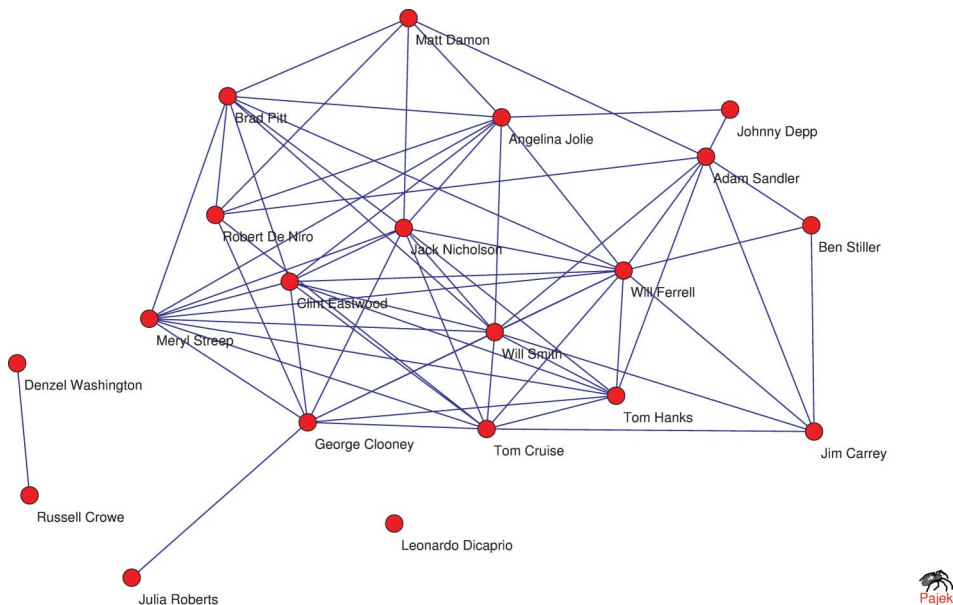 Matt Damon
Brad Pitt
Johnny Depp
Angelina Jolie
Adam Sandler
Robert De Niro
Jack Nicholson
Ben Stiller
Will Ferrell
Clint Eastwood
Meryl Streep
Will Smith
Denzel Washington
Tom Hanks
George Clooney
Tom Cruise
Jim Carrey
Russell Crowe
Leonardo Dicaprio
Julia Roberts
Pajek